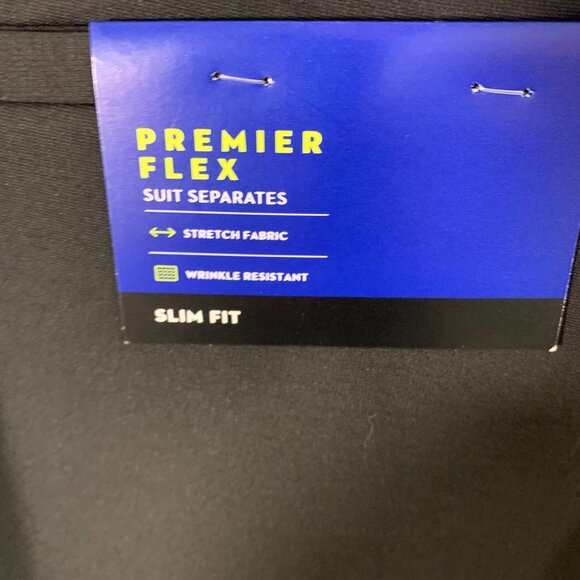 PREMIER
FLEX
SUIT SEPARATES
STRETCH FABRIC
WRINKLE RESISTANT
SLIM FIT